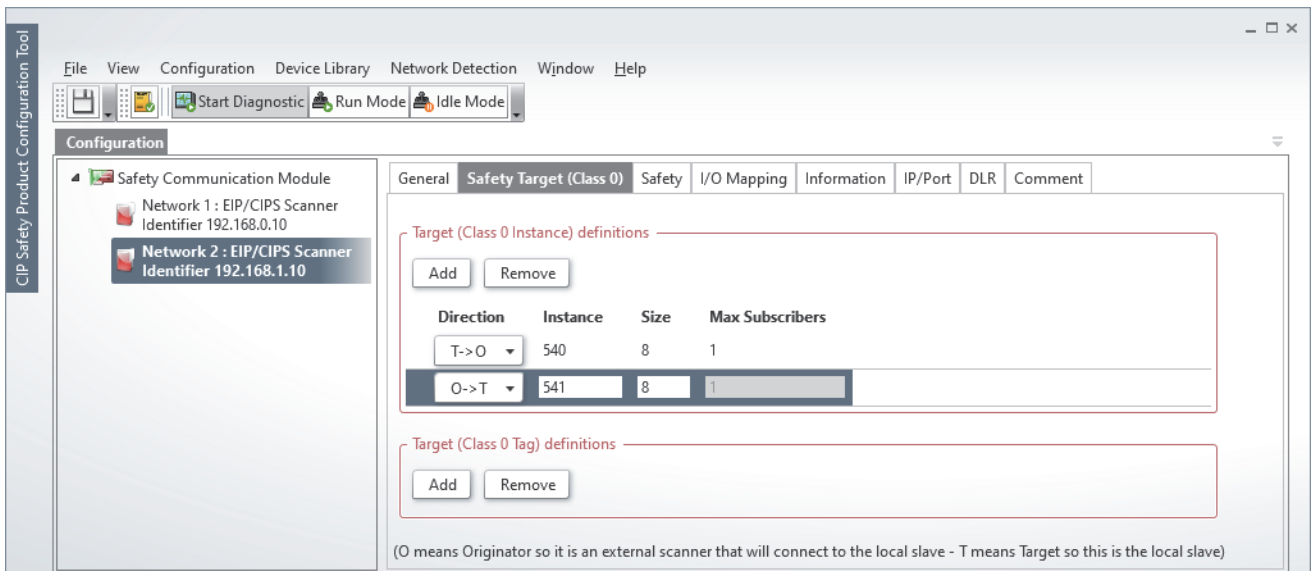 CIP Safety Product Configuration Tool
File View Configuration Device Library Network Detection Window Help
Start Diagnostic Run Mode Idle Mode
Configuration
Safety Communication Module
Network 1 : EIP/CIPS Scanner
Identifier 192.168.0.10
Network 2 : EIP/CIPS Scanner
Identifier 192.168.1.10
General Safety Target (Class 0) Safety I/O Mapping Information IP/Port DLR Comment
Target (Class 0 Instance) definitions
Add Remove
Direction Instance Size Max Subscribers
T->O 540 8 1
O->T 541 8 1
Target (Class 0 Tag) definitions
Add Remove
(O means Originator so it is an external scanner that will connect to the local slave - T means Target so this is the local slave)